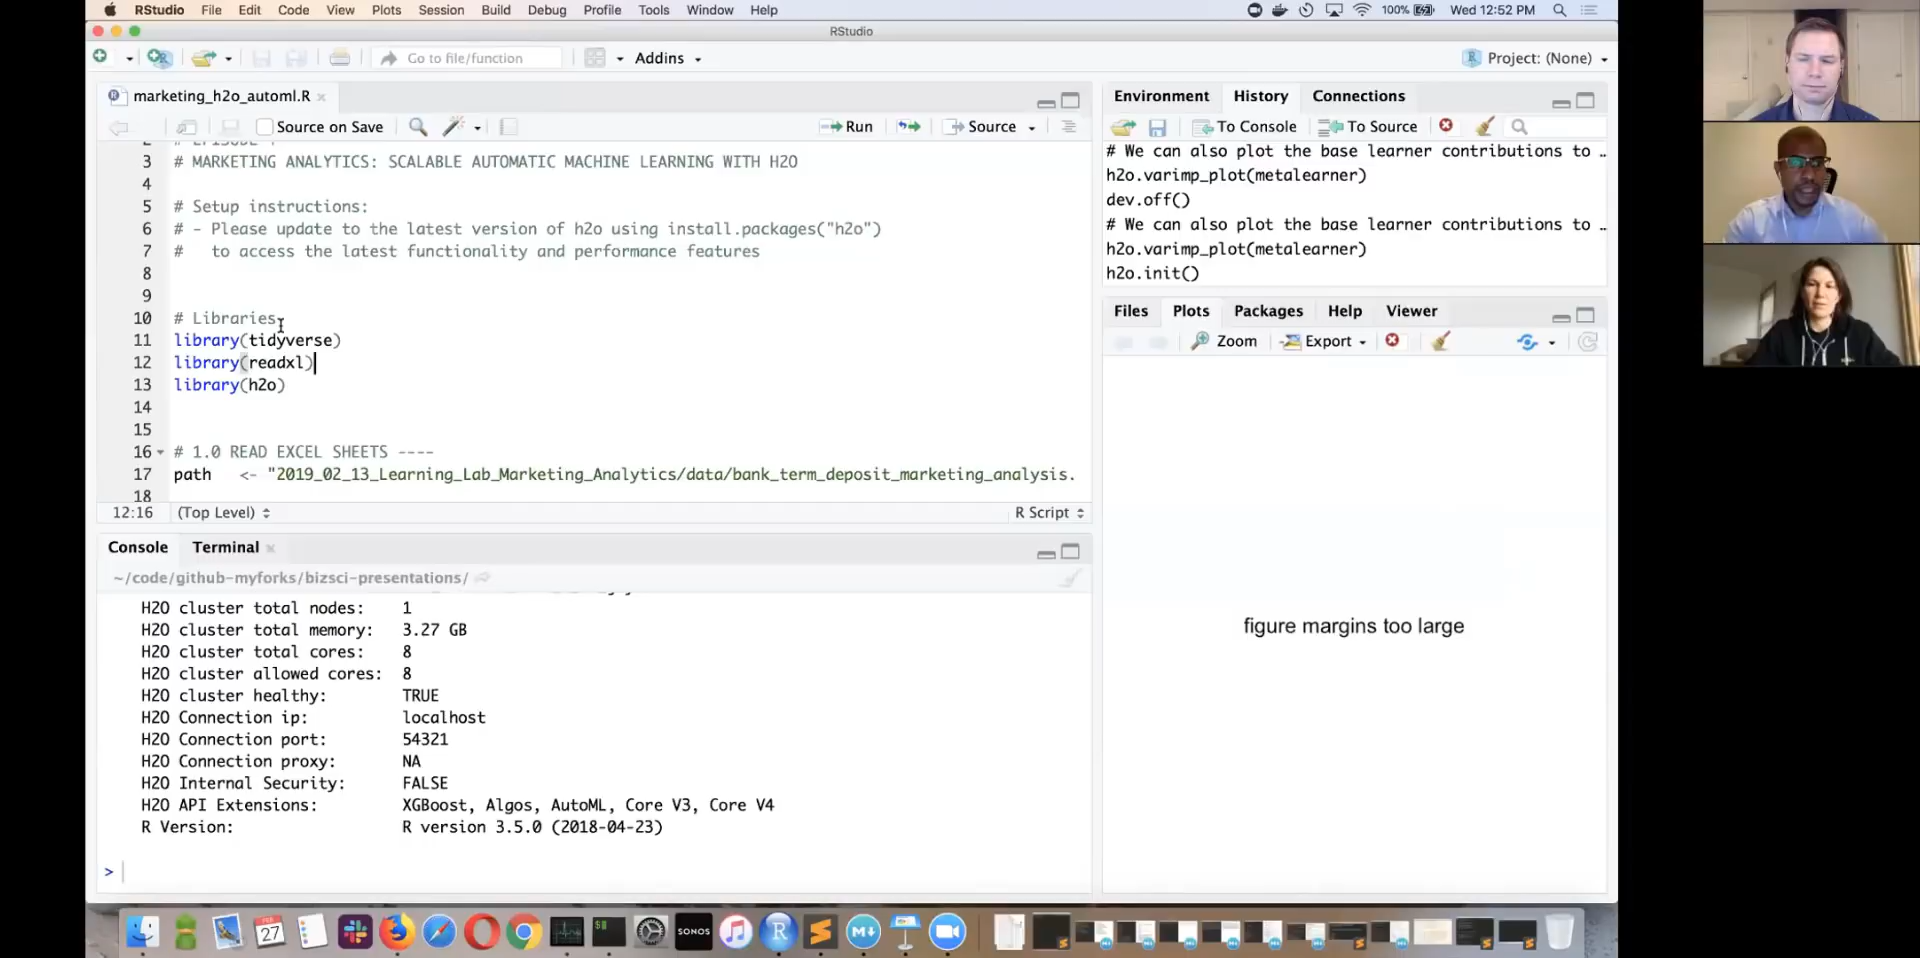 RStudio File Edit Code View Plots Session Build Debug Profile Tools Window Help 100% Wed 12:52 PM
RStudio
Go to file/function Addins Project: (None)
marketing_h2o_automl.R
Source on Save Run Source
3 # MARKETING ANALYTICS: SCALABLE AUTOMATIC MACHINE LEARNING WITH H2O
4
5 # Setup instructions:
6 # - Please update to the latest version of h2o using install.packages("h2o")
7 # to access the latest functionality and performance features
8
9
10 # Libraries
11 library(tidyverse)
12 library(readxl)
13 library(h2o)
14
15
16 # 1.0 READ EXCEL SHEETS ----
17 path <- "2019_02_13_Learning_Lab_Marketing_Analytics/data/bank_term_deposit_marketing_analysis.
18
12:16 (Top Level) R Script
Console Terminal
~/code/github-myforks/bizsci-presentations/
H2O cluster total nodes: 1
H2O cluster total memory: 3.27 GB
H2O cluster total cores: 8
H2O cluster allowed cores: 8
H2O cluster healthy: TRUE
H2O Connection ip: localhost
H2O Connection port: 54321
H2O Connection proxy: NA
H2O Internal Security: FALSE
H2O API Extensions: XGBoost, Algos, AutoML, Core V3, Core V4
R Version: R version 3.5.0 (2018-04-23)
>
Environment History Connections
To Console To Source
# We can also plot the base learner contributions to …
h2o.varimp_plot(metalearner)
dev.off()
# We can also plot the base learner contributions to …
h2o.varimp_plot(metalearner)
h2o.init()
Files Plots Packages Help Viewer
Zoom Export
figure margins too large
FEB
27
SONOS